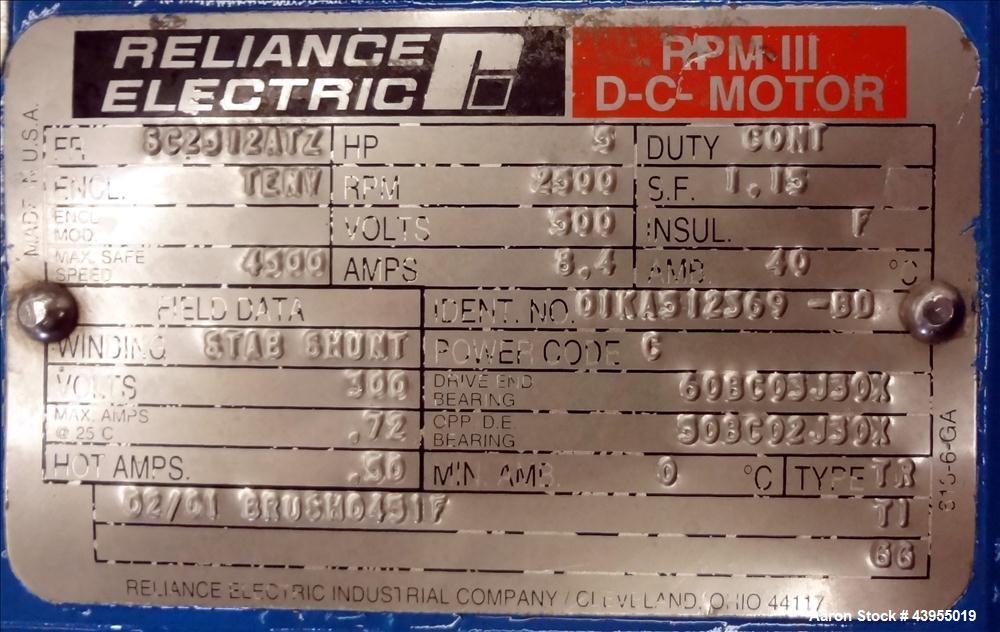 RELIANCE ELECTRIC
RPM III
D-C- MOTOR
MADE IN U.S.A.
FR. SC2512ATZ HP 5 DUTY CONT
ENCL. TENV RPM 2500 S.F. 1.15
ENCL. MOD. VOLTS 500 INSUL. F
MAX. SAFE SPEED 4500 AMPS 8.4 AMB. 40 °C
FIELD DATA IDENT. NO. 01KA512569 -BD
WINDING STAB SHUNT POWER CODE C
VOLTS 300 DRIVE END BEARING 60BC03J30X
MAX. AMPS @ 25 C .72 OPP D.E. BEARING 50BC02J30X
HOT AMPS. .50 MIN. AMB. 0 °C TYPE TR
02/01 BRUSH0451F TI
GG
RELIANCE ELECTRIC INDUSTRIAL COMPANY / CLEVELAND, OHIO 44117
Aaron Stock # 43955019